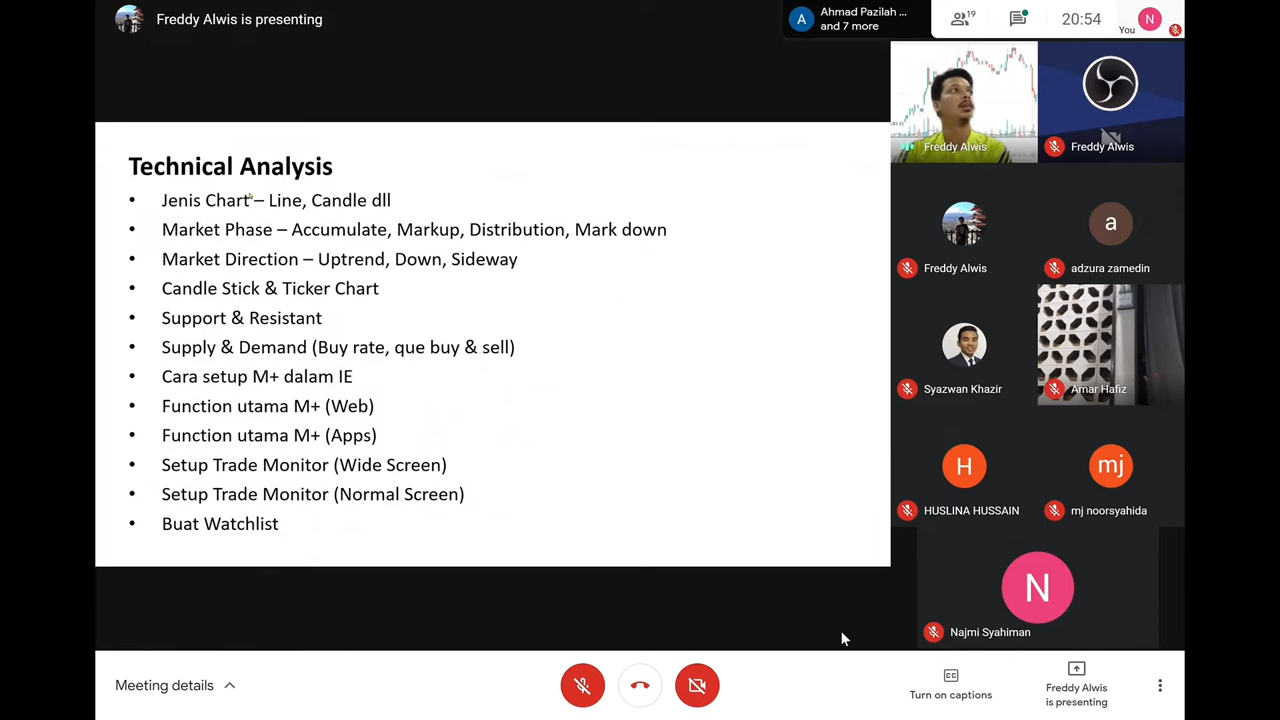 Freddy Alwis is presenting
A
Ahmad Pazilah ...
and 7 more
19
20:54
You
N
Technical Analysis
• Jenis Chart – Line, Candle dll
• Market Phase – Accumulate, Markup, Distribution, Mark down
• Market Direction – Uptrend, Down, Sideway
• Candle Stick & Ticker Chart
• Support & Resistant
• Supply & Demand (Buy rate, que buy & sell)
• Cara setup M+ dalam IE
• Function utama M+ (Web)
• Function utama M+ (Apps)
• Setup Trade Monitor (Wide Screen)
• Setup Trade Monitor (Normal Screen)
• Buat Watchlist
Freddy Alwis
Freddy Alwis
Freddy Alwis
a
adzura zamedin
Syazwan Khazir
Amar Hafiz
H
HUSLINA HUSSAIN
mj
mj noorsyahida
N
Najmi Syahiman
Meeting details
CC
Turn on captions
Freddy Alwis
is presenting